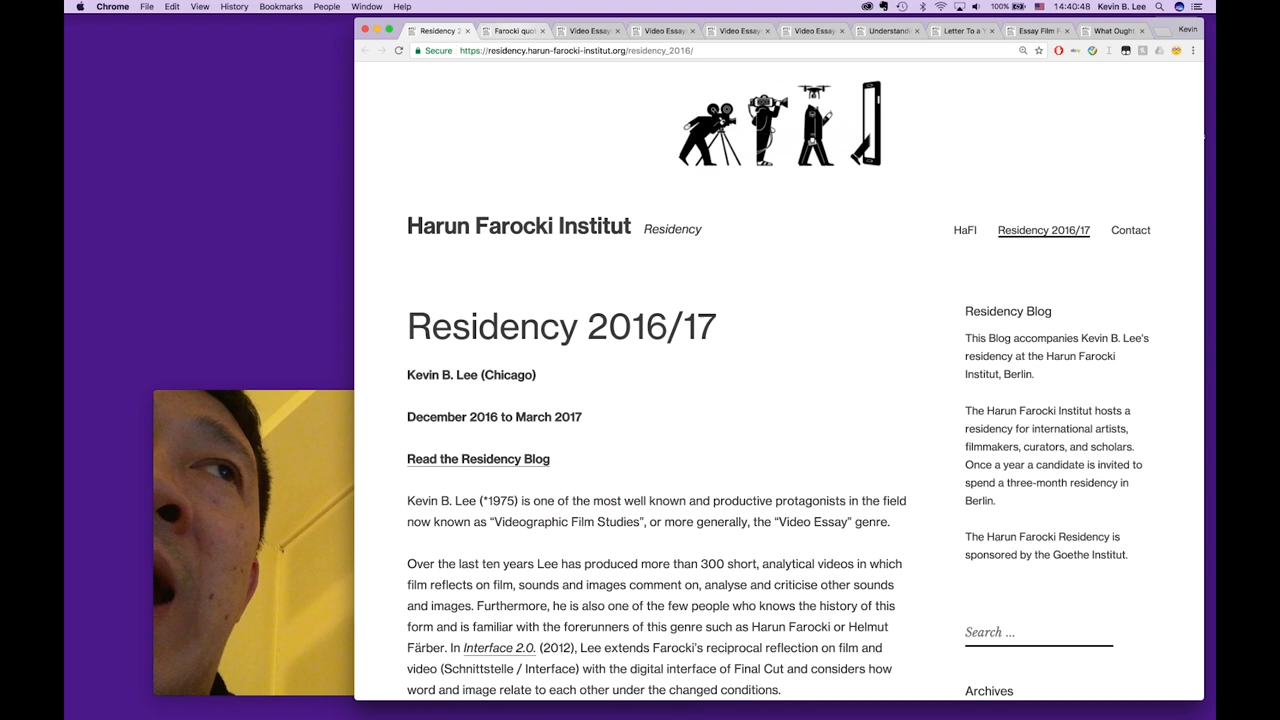 Chrome File Edit View History Bookmarks People Window Help 100% 14:40:48 Kevin B. Lee
Residency 2 Farocki quot Video Essay Video Essay Video Essay Video Essay Understandi Letter To a Y Essay Film F What Ought Kevin
Secure https://residency.harun-farocki-institut.org/residency_2016/
Harun Farocki Institut Residency
HaFI Residency 2016/17 Contact
Residency 2016/17
Kevin B. Lee (Chicago)
December 2016 to March 2017
Read the Residency Blog
Kevin B. Lee (*1975) is one of the most well known and productive protagonists in the field
now known as “Videographic Film Studies”, or more generally, the “Video Essay” genre.
Over the last ten years Lee has produced more than 300 short, analytical videos in which
film reflects on film, sounds and images comment on, analyse and criticise other sounds
and images. Furthermore, he is also one of the few people who knows the history of this
form and is familiar with the forerunners of this genre such as Harun Farocki or Helmut
Färber. In Interface 2.0. (2012), Lee extends Farocki’s reciprocal reflection on film and
video (Schnittstelle / Interface) with the digital interface of Final Cut and considers how
word and image relate to each other under the changed conditions.
Residency Blog
This Blog accompanies Kevin B. Lee's
residency at the Harun Farocki
Institut, Berlin.
The Harun Farocki Institut hosts a
residency for international artists,
filmmakers, curators, and scholars.
Once a year a candidate is invited to
spend a three-month residency in
Berlin.
The Harun Farocki Residency is
sponsored by the Goethe Institut.
Search ...
Archives